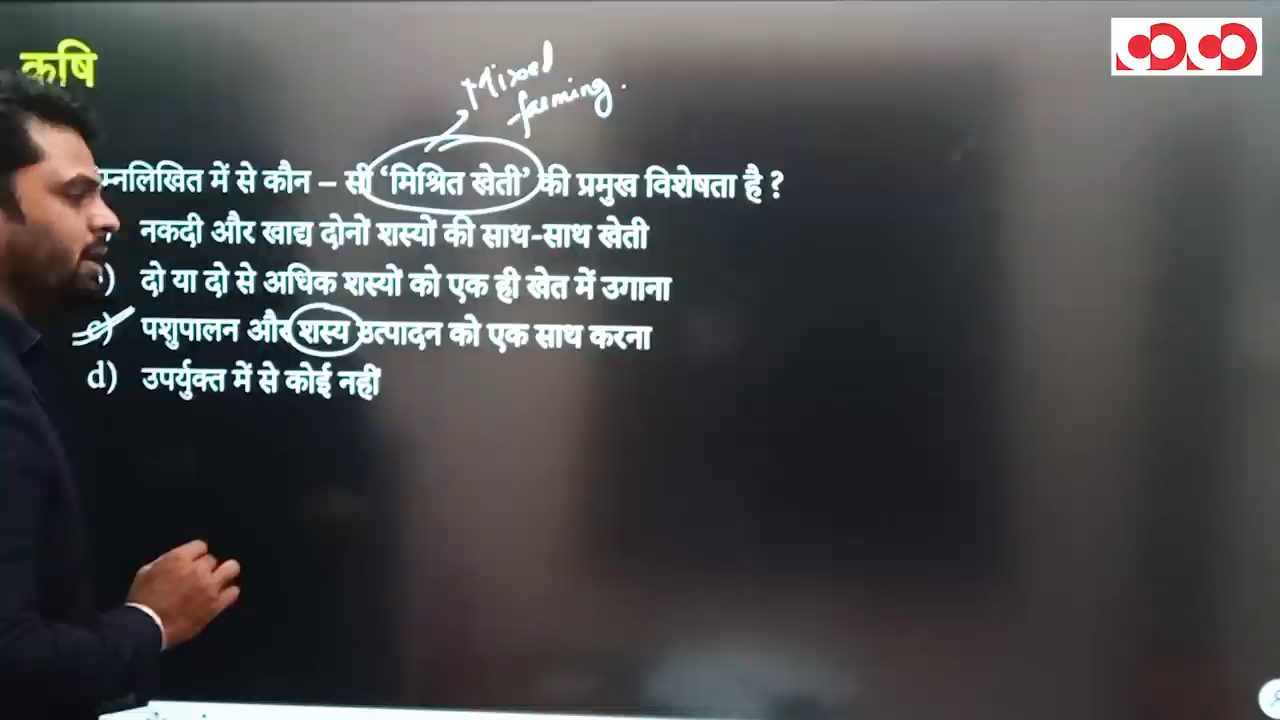 कृषि
Mixed
farming.
म्नलिखित में से कौन – सी ‘मिश्रित खेती’ की प्रमुख विशेषता है ?
नकदी और खाद्य दोनों शस्यों की साथ-साथ खेती
) दो या दो से अधिक शस्यों को एक ही खेत में उगाना
c) पशुपालन और शस्य उत्पादन को एक साथ करना
d) उपर्युक्त में से कोई नहीं